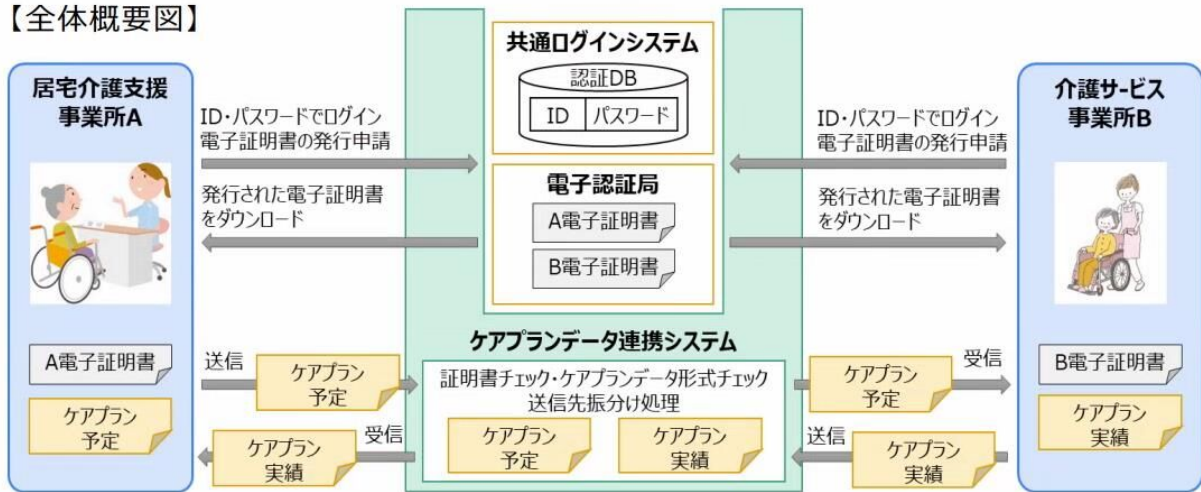 【全体概要図】
居宅介護支援
事業所A
A電子証明書
ケアプラン
予定
ID・パスワードでログイン
電子証明書の発行申請
発行された電子証明書
をダウンロード
送信
ケアプラン
予定
受信
ケアプラン
実績
共通ログインシステム
認証DB
ID
パスワード
電子認証局
A電子証明書
B電子証明書
ケアプランデータ連携システム
証明書チェック・ケアプランデータ形式チェック
送信先振分け処理
ケアプラン
予定
ケアプラン
実績
ID・パスワードでログイン
電子証明書の発行申請
発行された電子証明書
をダウンロード
受信
ケアプラン
予定
送信
ケアプラン
実績
介護サービス
事業所B
B電子証明書
ケアプラン
実績